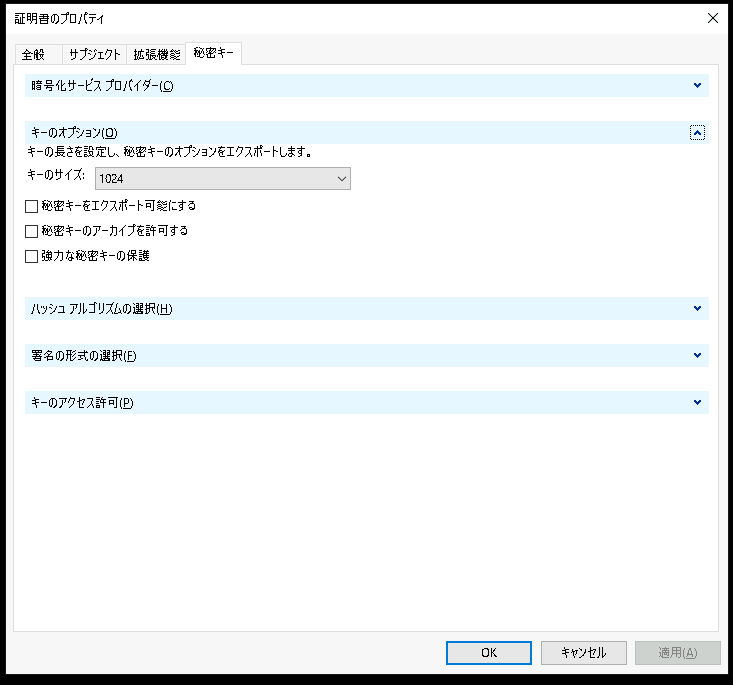 証明書のプロパティ
全般 サブジェクト 拡張機能 秘密キー
暗号化サービス プロバイダー(C)
キーのオプション(O)
キーの長さを設定し、秘密キーのオプションをエクスポートします。
キーのサイズ: 1024
秘密キーをエクスポート可能にする
秘密キーのアーカイブを許可する
強力な秘密キーの保護
ハッシュ アルゴリズムの選択(H)
署名の形式の選択(F)
キーのアクセス許可(P)
OK キャンセル 適用(A)